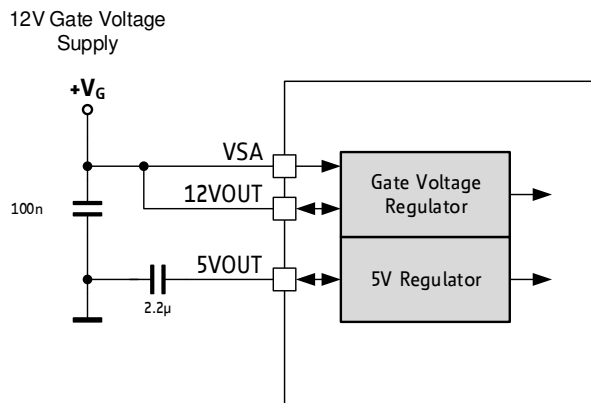 12V Gate Voltage
Supply
+VG
VSA
12VOUT
100n
5VOUT
2.2µ
Gate Voltage
Regulator
5V Regulator